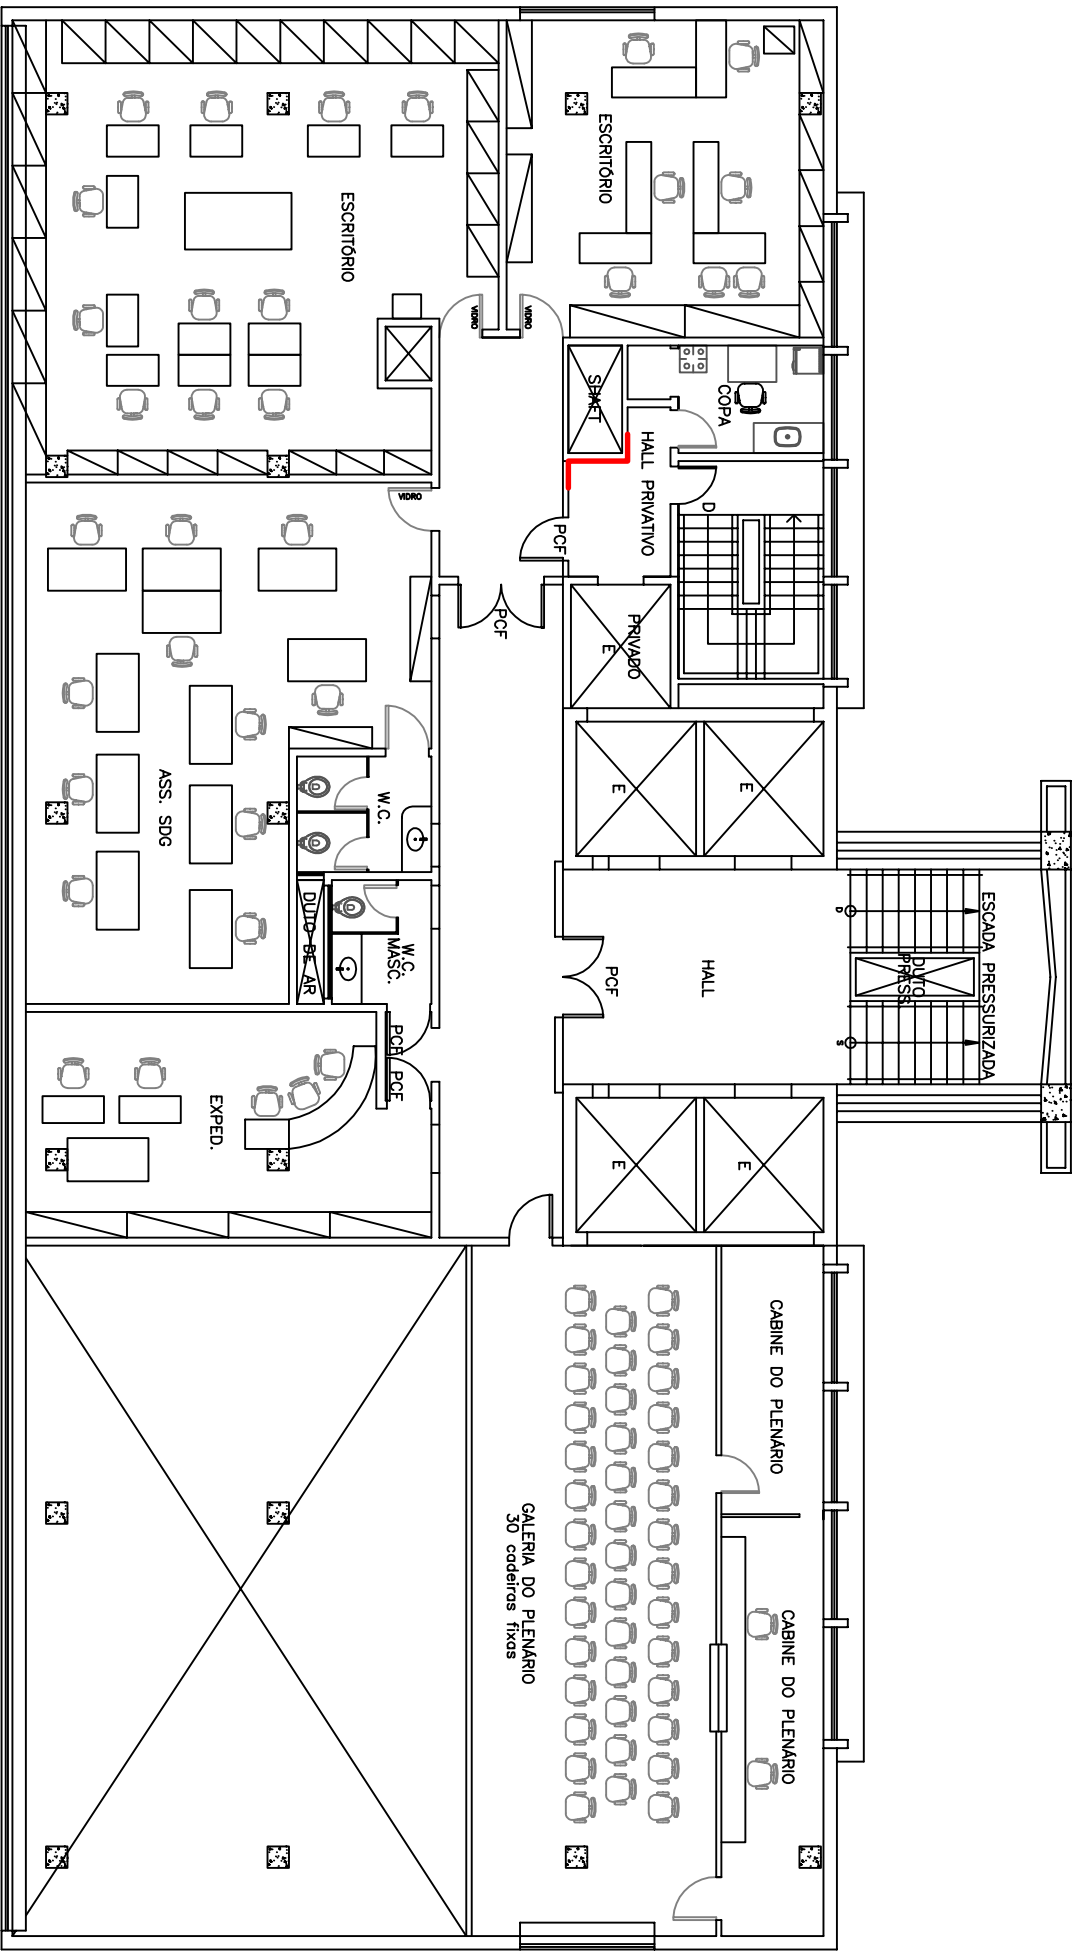 ESCRITÓRIO
ESCRITÓRIO
VIDRO
VIDRO
SHAFT
COPA
HALL PRIVATIVO
D
PCF
VIDRO
PCF
PRIVADO
E
E
E
ASS. SDG
W.C.
W.C.
MASC.
DUTO DE AR
ESCADA PRESSURIZADA
DUTO
PRESS.
D
S
HALL
PCF
PCF
PCF
EXPED.
E
E
CABINE DO PLENÁRIO
CABINE DO PLENÁRIO
GALERIA DO PLENÁRIO
30 cadeiras fixas